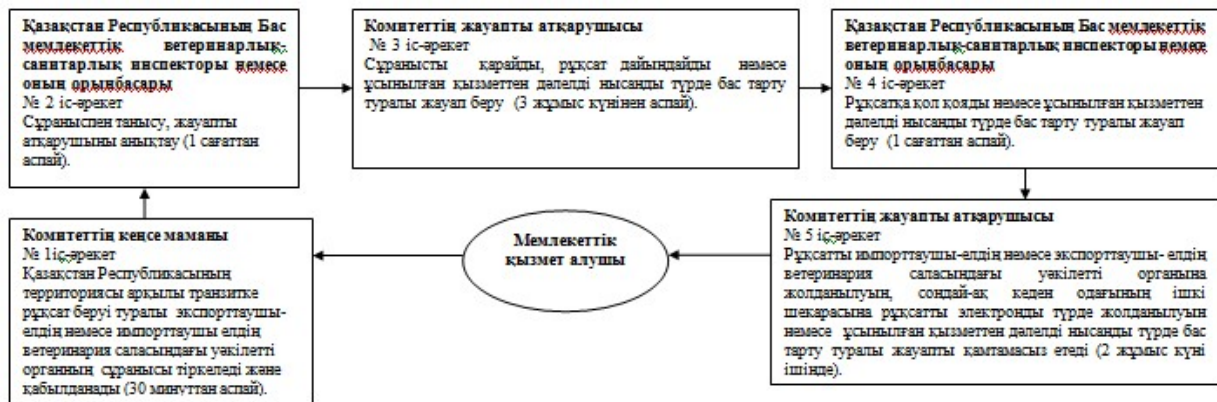 Қазақстан Республикасының Бас
мемлекеттік ветеринарлық-
санитарлық инспекторы немесе
оның орынбасары
№ 2 іс-әрекет
Сұраныспен танысу, жауапты
атқарушыны анықтау (1 сағаттан
аспай).
Комитеттің жауапты атқарушысы
№ 3 іс-әрекет
Сұранысты қарайды, рұқсат дайындайды немесе
ұсынылған қызметтен дәлелді нысанды түрде бас тарту
туралы жауап беру (3 жұмыс күнінен аспай).
Қазақстан Республикасының Бас мемлекеттік
ветеринарлық-санитарлық инспекторы немесе
оның орынбасары
№ 4 іс-әрекет
Рұқсатқа қол қояды немесе ұсынылған қызметтен
дәлелді нысанды түрде бас тарту туралы жауап
беру (1 сағаттан аспай).
Комитеттің кеңсе маманы
№ 1іс-әрекет
Қазақстан Республикасының
территориясы арқылы транзитке
рұқсат беруі туралы экспорттаушы-
елдің немесе импорттаушы елдің
ветеринария саласындағы уәкілетті
органның сұранысы тіркеледі және
қабылданады (30 минуттан аспай).
Мемлекеттік
қызмет алушы
Комитеттің жауапты атқарушысы
№ 5 іс-әрекет
Рұқсатты импорттаушы-елдің немесе экспорттаушы- елдің
ветеринария саласындағы уәкілетті органына
жолданылуын, сондай-ақ кеден одағының ішкі
шекарасына рұқсатты электронды түрде жолданылуын
немесе ұсынылған қызметтен дәлелді нысанды түрде бас
тарту туралы жауапты қамтамасыз етеді (2 жұмыс күні
ішінде).